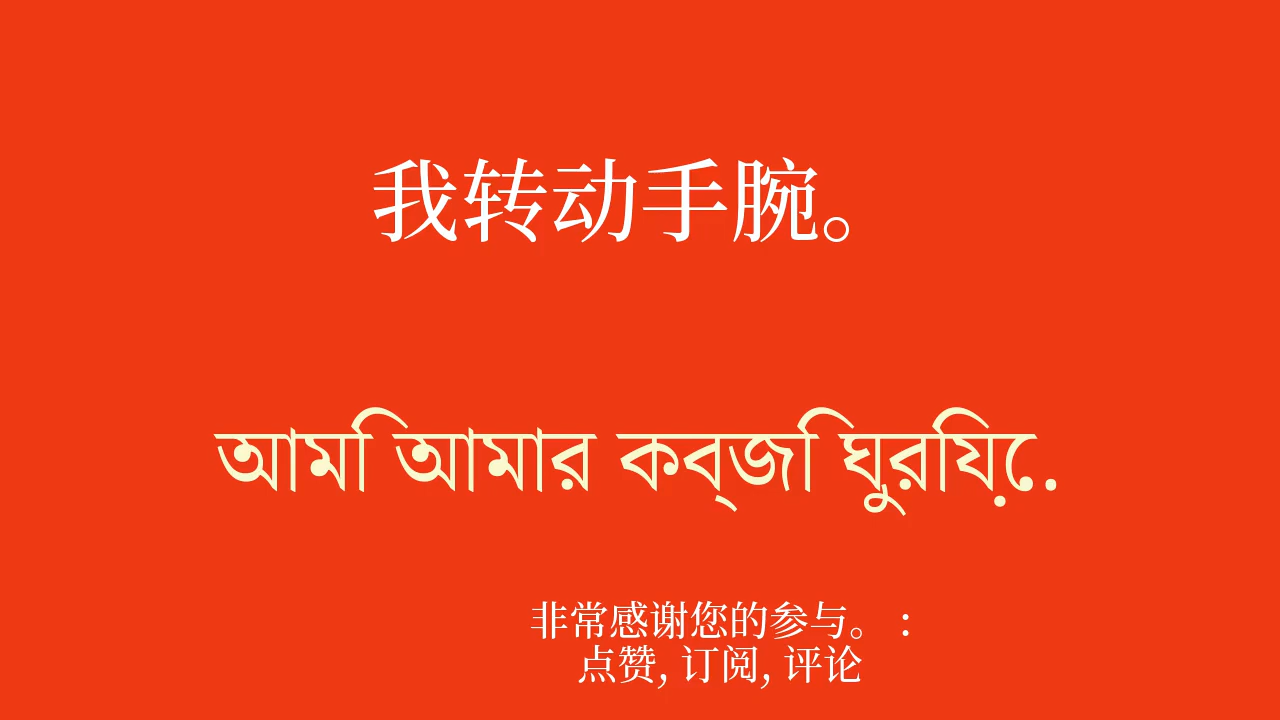 我转动手腕。
আমি আমার কব্জি ঘুরিয়ে.
非常感谢您的参与。 :
点赞, 订阅, 评论